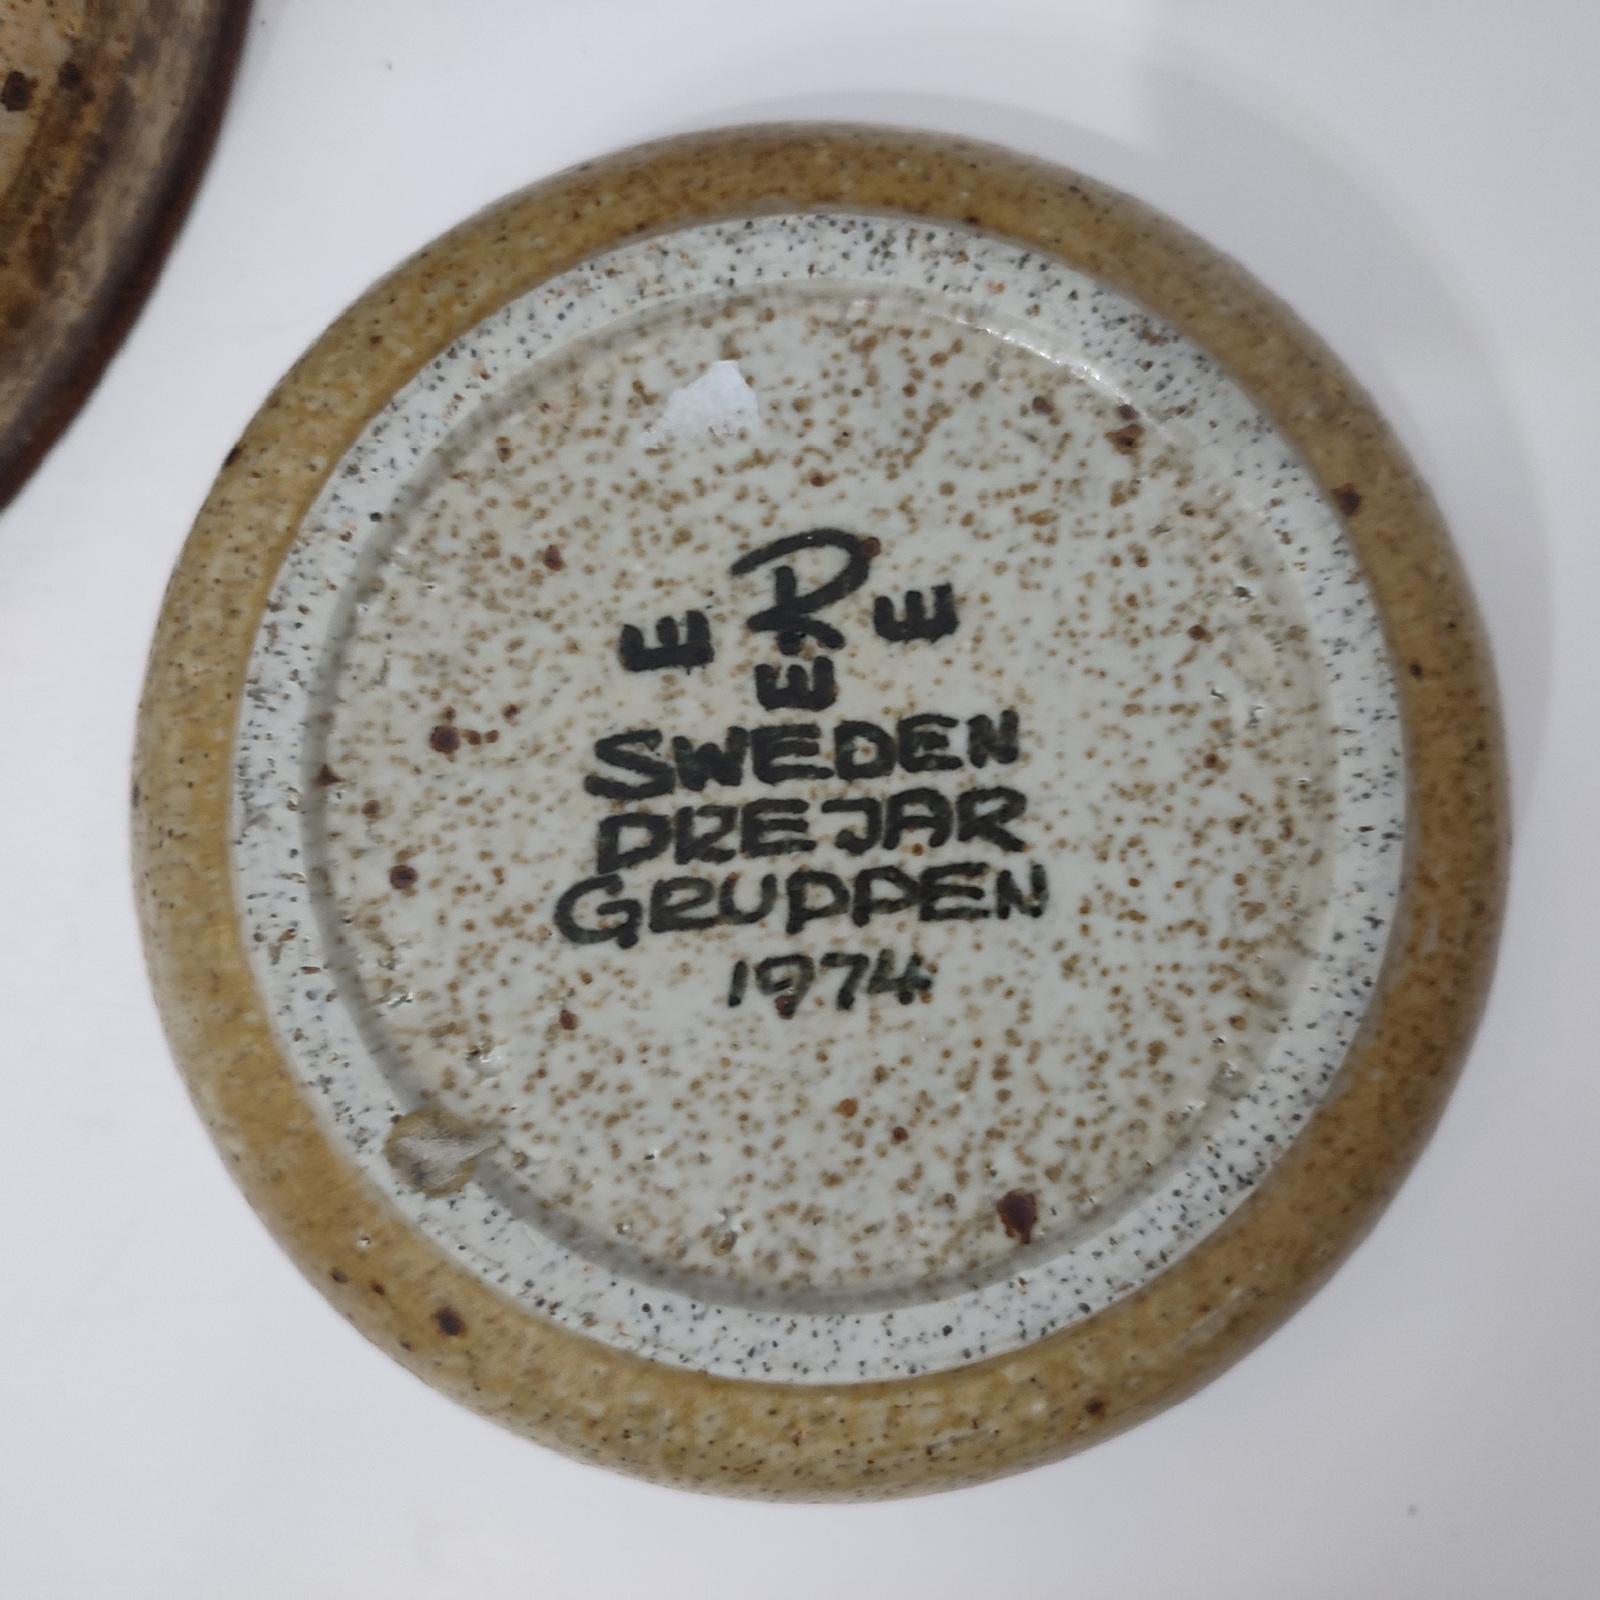 E R E
E
SWEDEN
DREJAR
GRUPPEN
1974